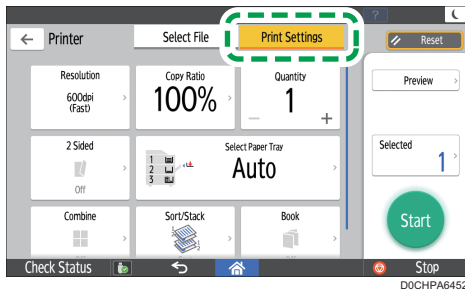 ?
Printer
Select File
Print Settings
Reset
Resolution
600dpi
(Fast)
Copy Ratio
100%
Quantity
1
— +
Preview
2 Sided
Off
Select Paper Tray
1
2
3
Auto
Selected
1
Combine
Sort/Stack
Book
Start
Check Status
Stop
D0CHPA6452